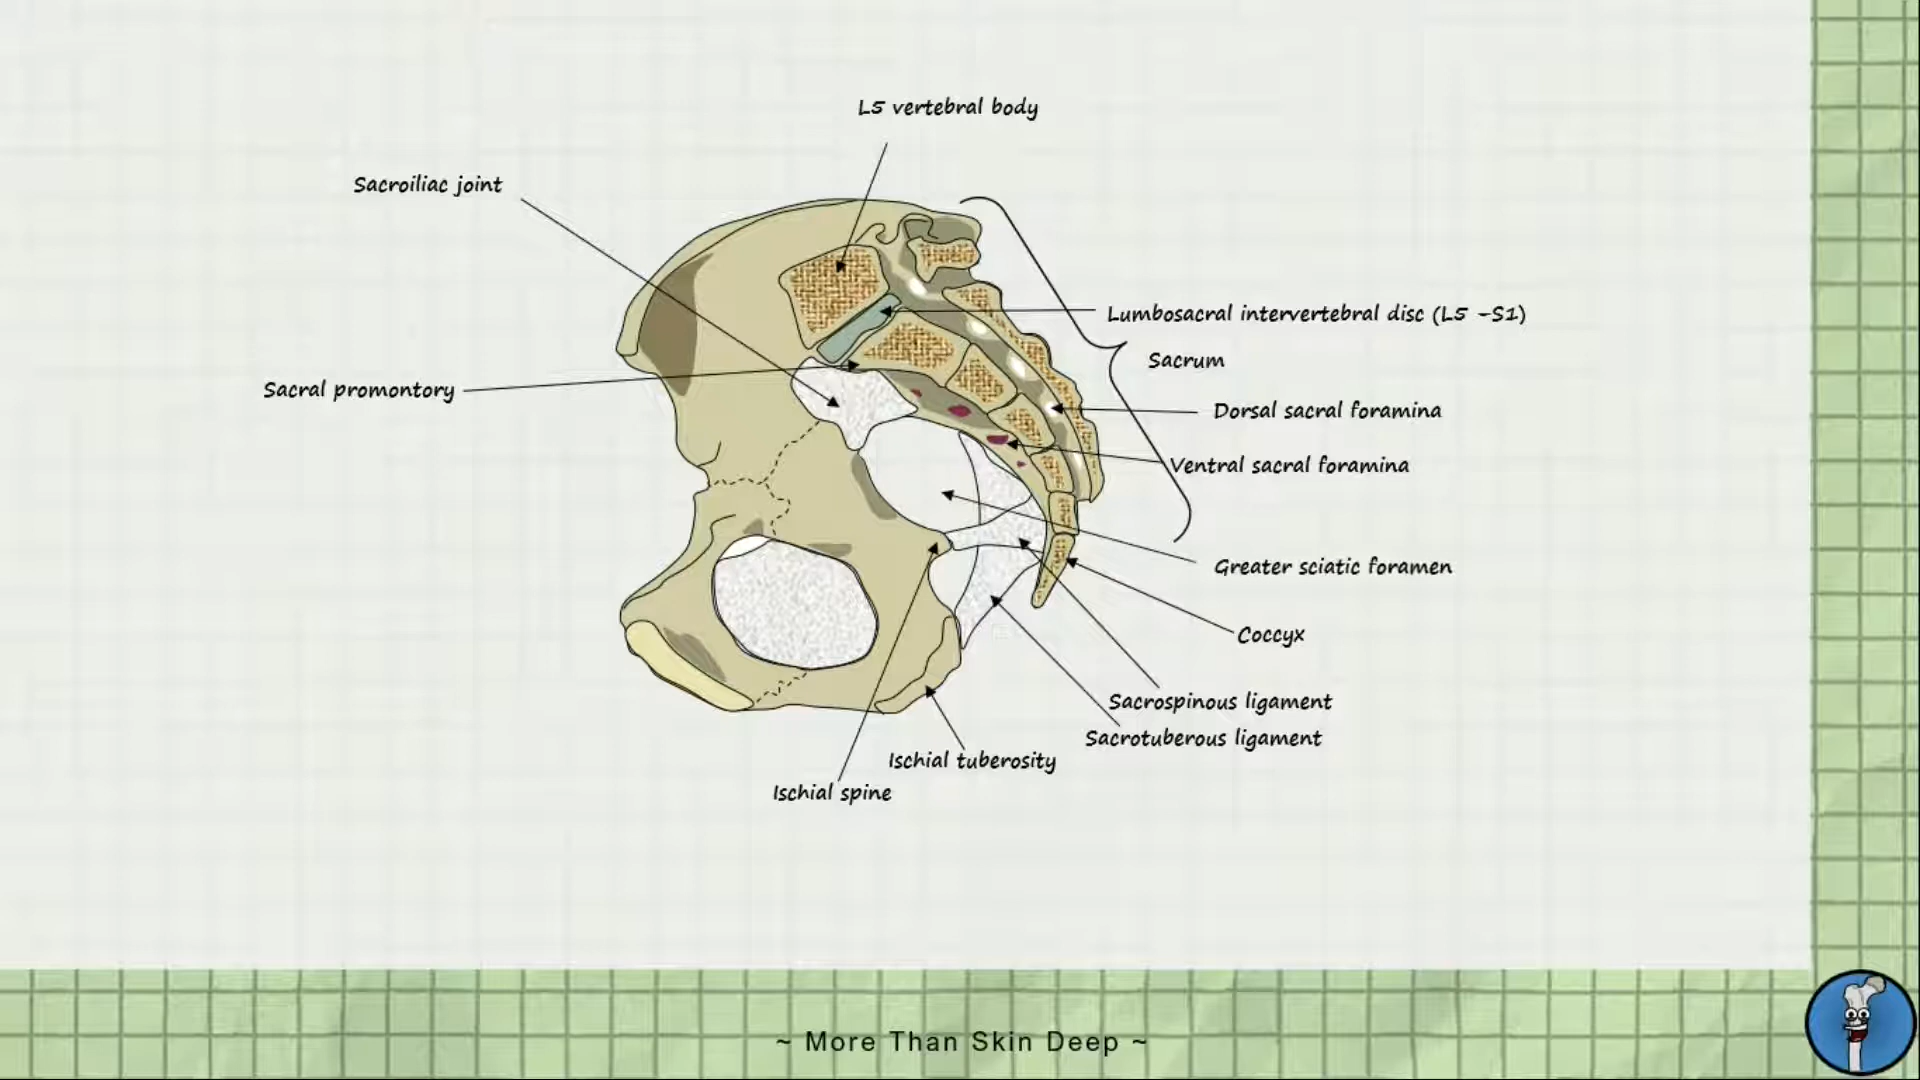 L5 vertebral body
Sacroiliac joint
Lumbosacral intervertebral disc (L5 -S1)
Sacrum
Sacral promontory
Dorsal sacral foramina
Ventral sacral foramina
Greater sciatic foramen
Coccyx
Sacrospinous ligament
Sacrotuberous ligament
Ischial tuberosity
Ischial spine
~ More Than Skin Deep ~